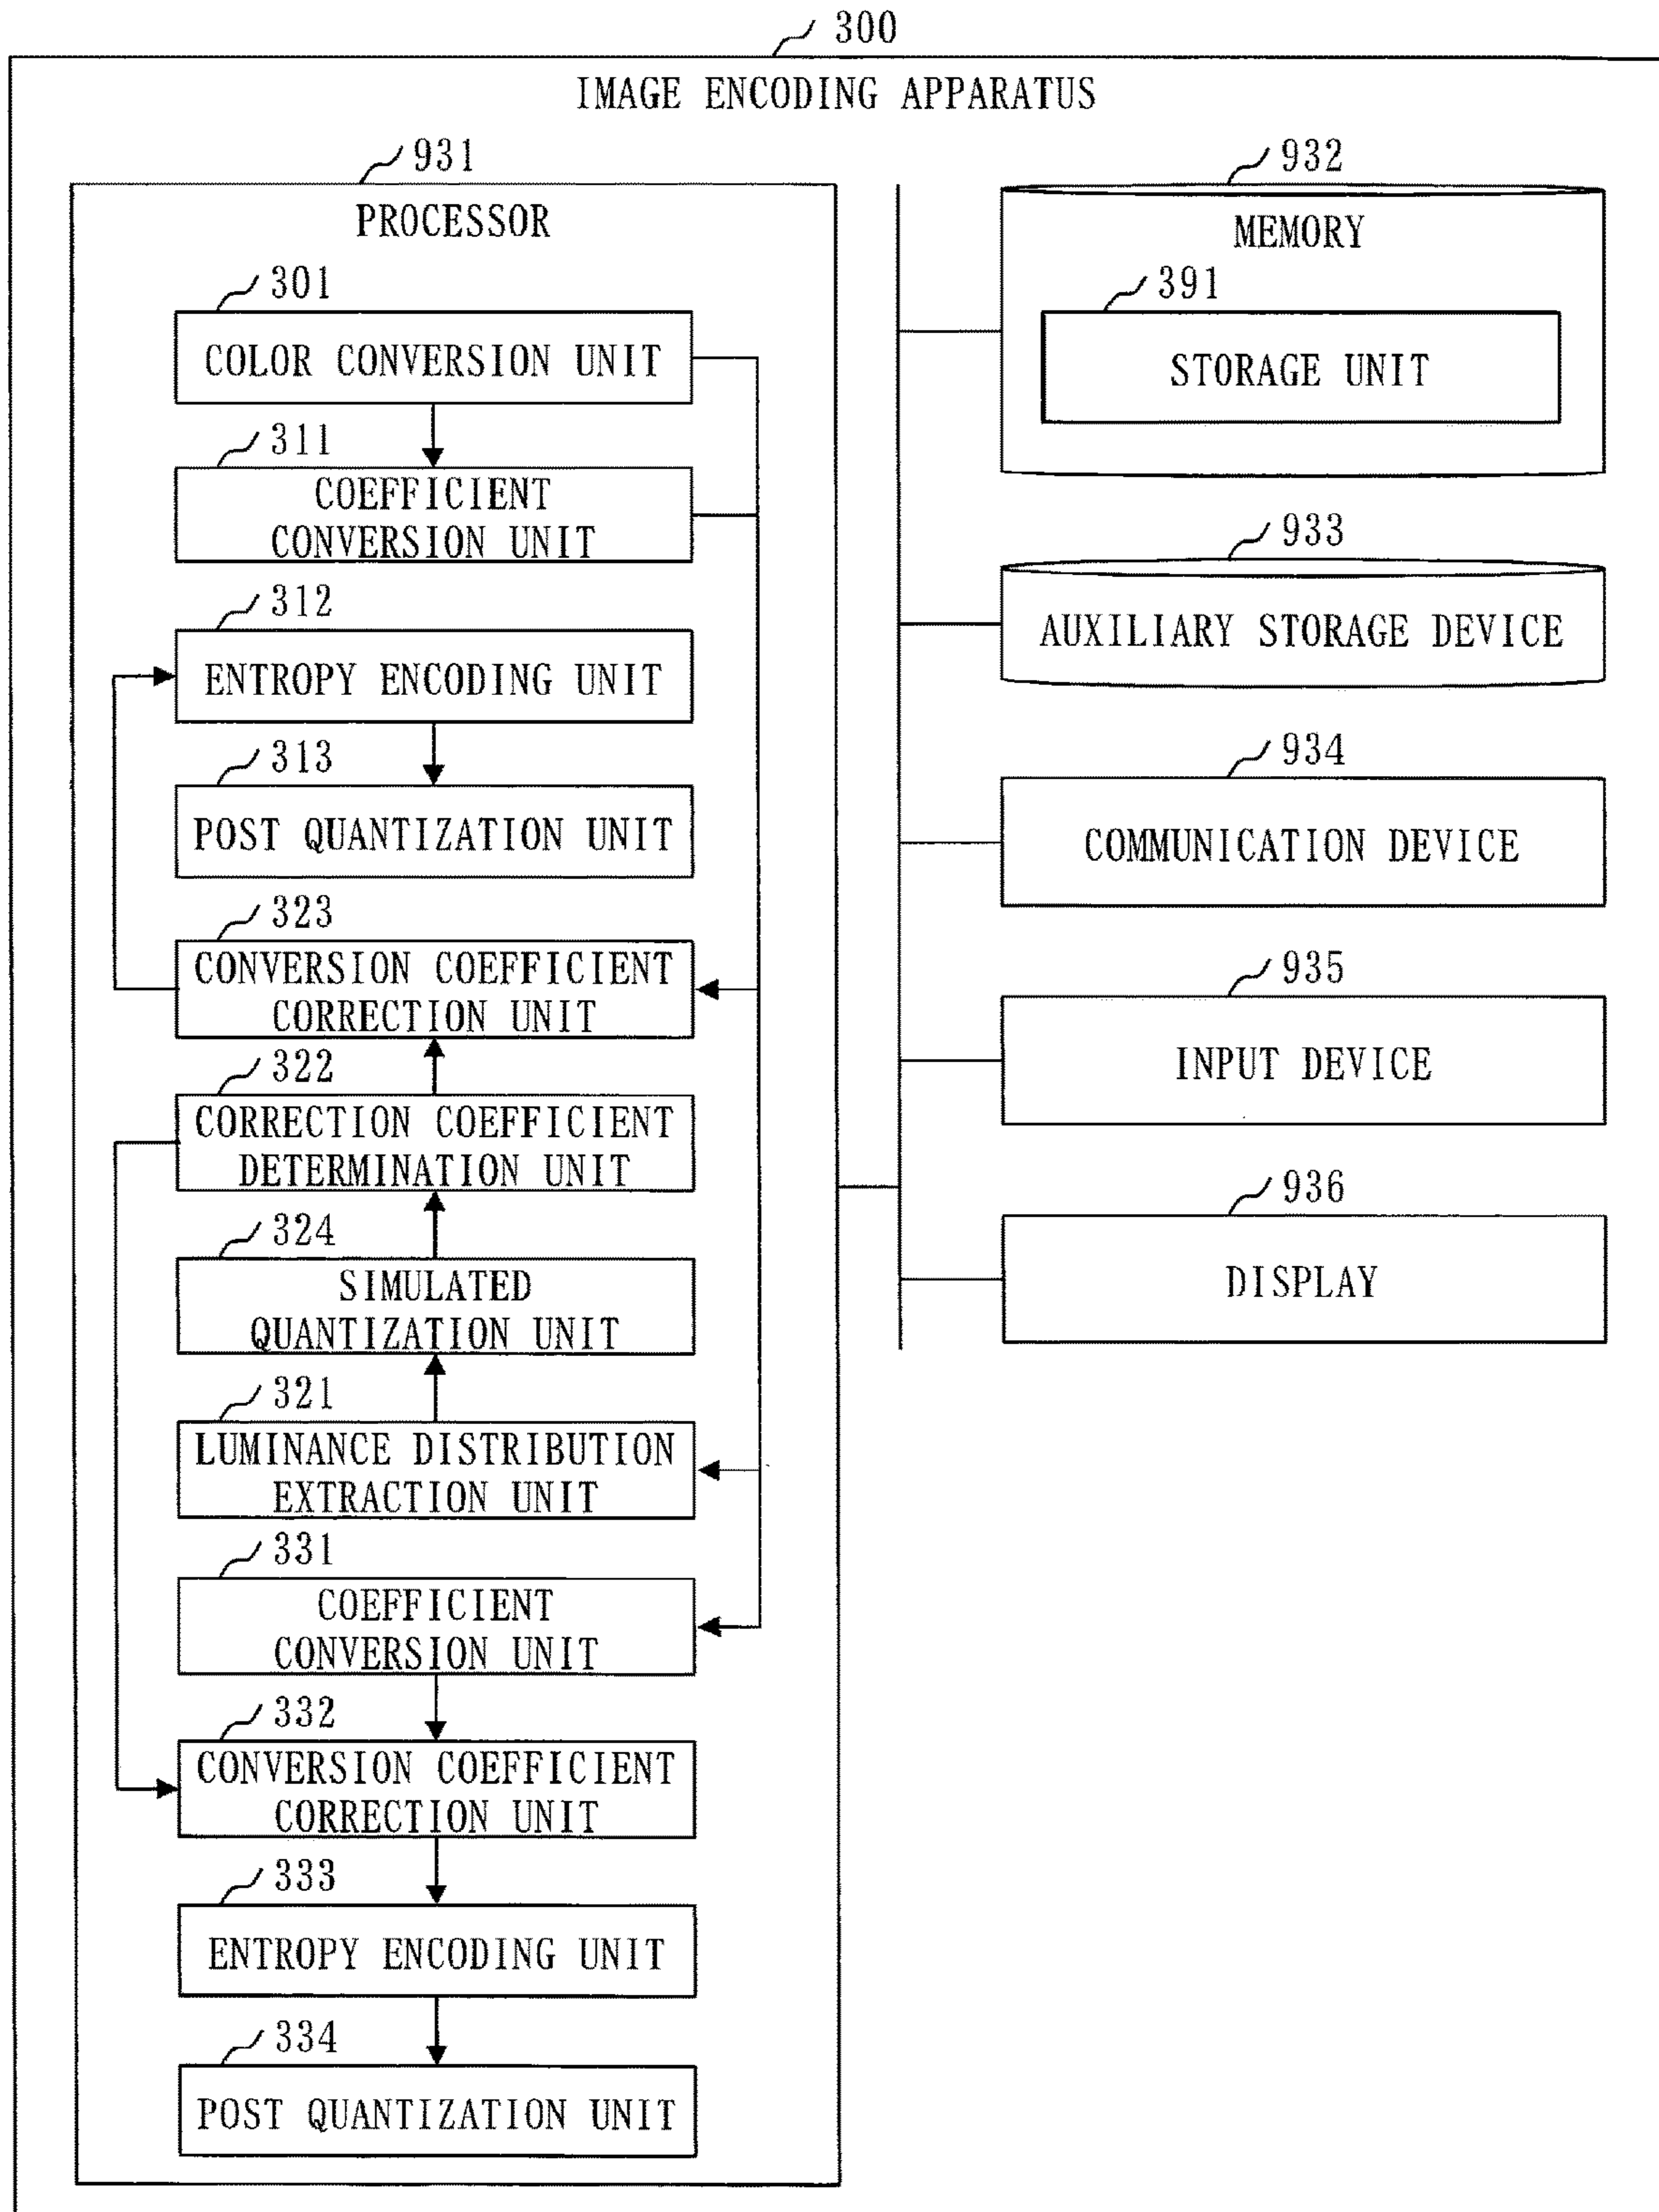 300
IMAGE ENCODING APPARATUS
931
PROCESSOR
301
COLOR CONVERSION UNIT
311
COEFFICIENT
CONVERSION UNIT
312
ENTROPY ENCODING UNIT
313
POST QUANTIZATION UNIT
323
CONVERSION COEFFICIENT
CORRECTION UNIT
322
CORRECTION COEFFICIENT
DETERMINATION UNIT
324
SIMULATED
QUANTIZATION UNIT
321
LUMINANCE DISTRIBUTION
EXTRACTION UNIT
331
COEFFICIENT
CONVERSION UNIT
332
CONVERSION COEFFICIENT
CORRECTION UNIT
333
ENTROPY ENCODING UNIT
334
POST QUANTIZATION UNIT
932
MEMORY
391
STORAGE UNIT
933
AUXILIARY STORAGE DEVICE
934
COMMUNICATION DEVICE
935
INPUT DEVICE
936
DISPLAY